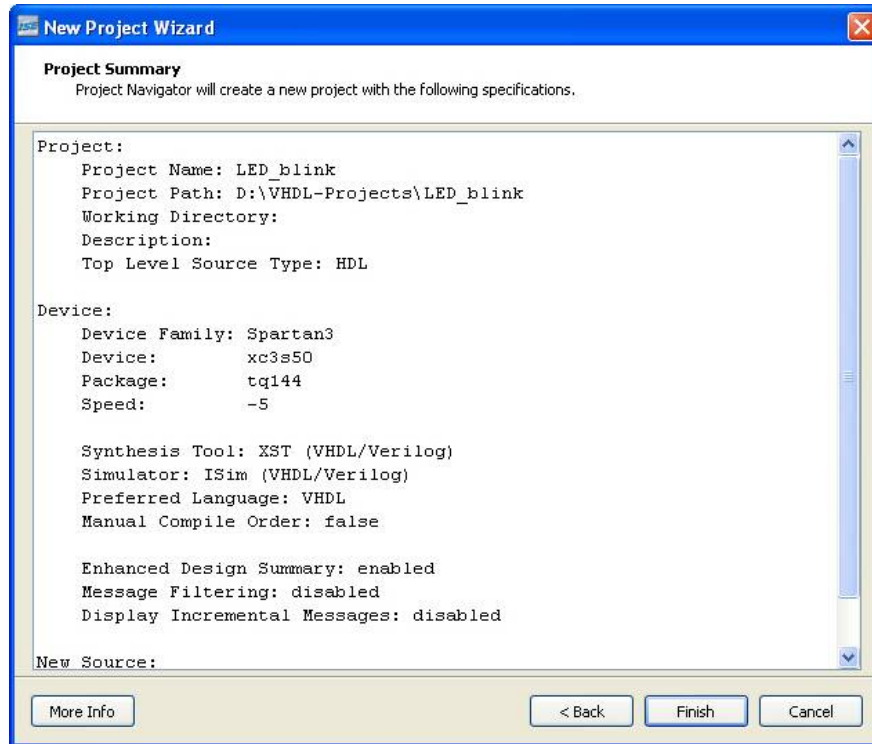 ISE New Project Wizard
Project Summary
Project Navigator will create a new project with the following specifications.
Project:
Project Name: LED_blink
Project Path: D:\VHDL-Projects\LED_blink
Working Directory:
Description:
Top Level Source Type: HDL
Device:
Device Family: Spartan3
Device: xc3s50
Package: tq144
Speed: -5
Synthesis Tool: XST (VHDL/Verilog)
Simulator: ISim (VHDL/Verilog)
Preferred Language: VHDL
Manual Compile Order: false
Enhanced Design Summary: enabled
Message Filtering: disabled
Display Incremental Messages: disabled
New Source:
More Info < Back Finish Cancel